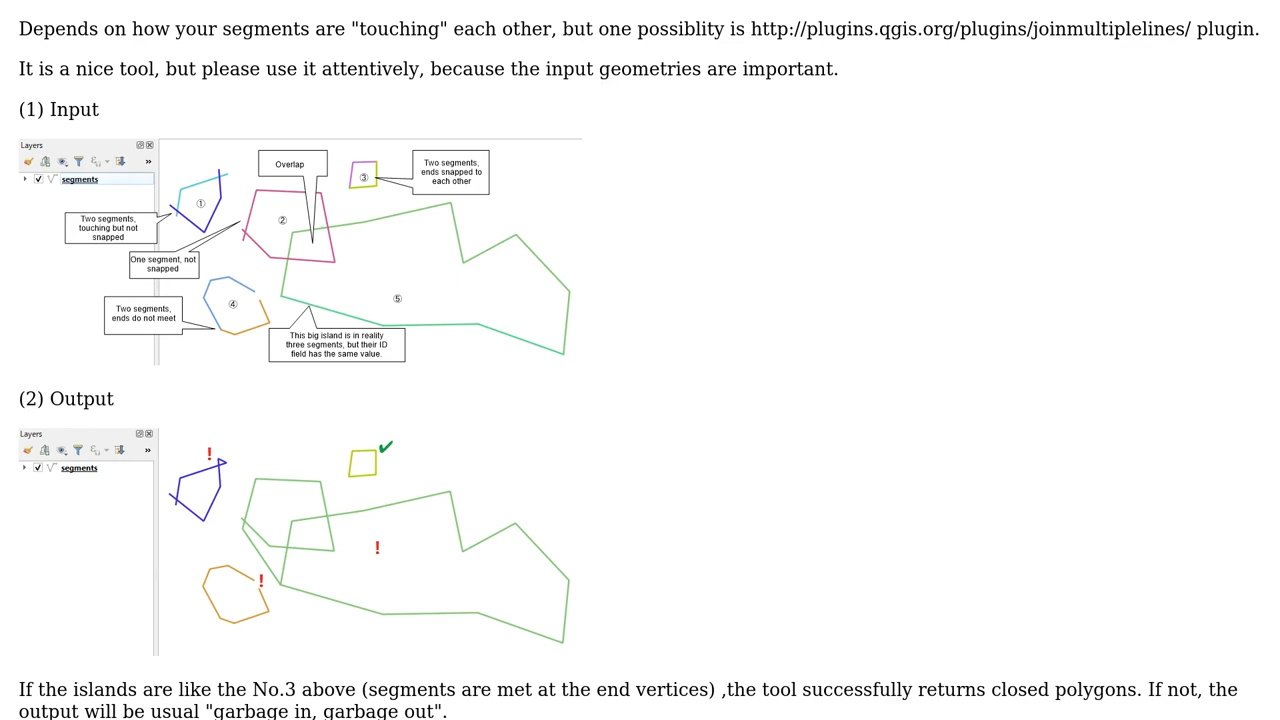 Depends on how your segments are "touching" each other, but one possiblity is http://plugins.qgis.org/plugins/joinmultiplelines/ plugin.
It is a nice tool, but please use it attentively, because the input geometries are important.
(1) Input
Layers
»
segments
Overlap
Two segments,
ends snapped to
each other
③
①
②
Two segments,
touching but not
snapped
One segment, not
snapped
④
⑤
Two segments,
ends do not meet
This big island is in reality
three segments, but their ID
field has the same value.
(2) Output
Layers
»
segments
!
✔
!
!
If the islands are like the No.3 above (segments are met at the end vertices) ,the tool successfully returns closed polygons. If not, the
output will be usual "garbage in, garbage out".